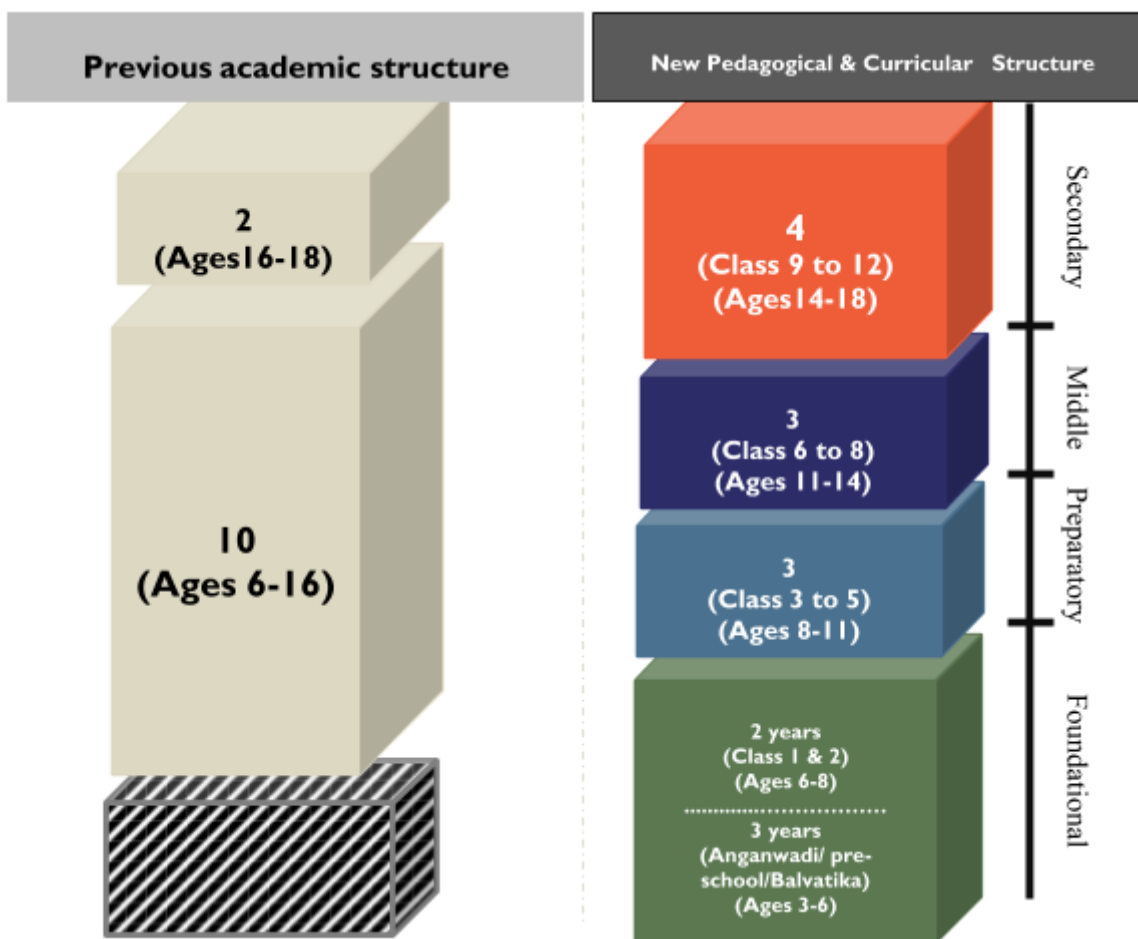 Previous academic structure
2
(Ages16-18)
10
(Ages 6-16)
New Pedagogical & Curricular Structure
4
(Class 9 to 12)
(Ages14-18)
3
(Class 6 to 8)
(Ages 11-14)
3
(Class 3 to 5)
(Ages 8-11)
2 years
(Class 1 & 2)
(Ages 6-8)
3 years
(Anganwadi/ pre-
school/Balvatika)
(Ages 3-6)
Secondary
Middle
Preparatory
Foundational